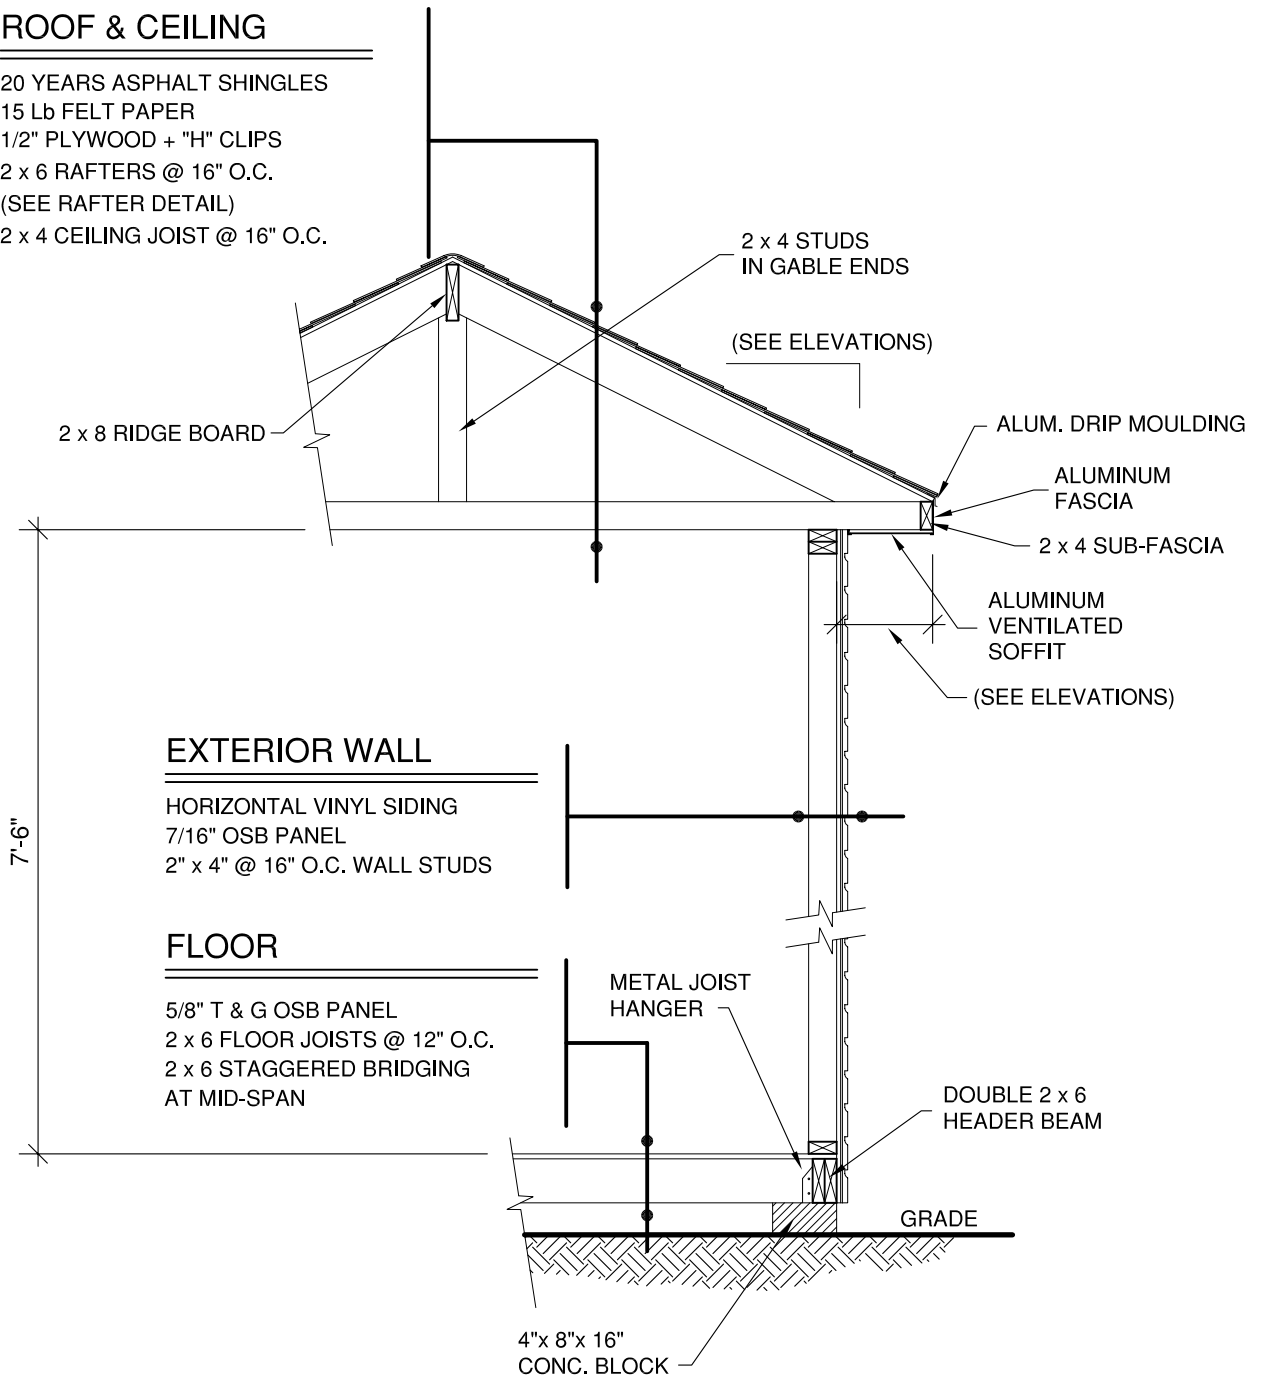 ROOF & CEILING
20 YEARS ASPHALT SHINGLES
15 Lb FELT PAPER
1/2" PLYWOOD + "H" CLIPS
2 x 6 RAFTERS @ 16" O.C.
(SEE RAFTER DETAIL)
2 x 4 CEILING JOIST @ 16" O.C.
2 x 4 STUDS
IN GABLE ENDS
(SEE ELEVATIONS)
2 x 8 RIDGE BOARD
ALUM. DRIP MOULDING
ALUMINUM
FASCIA
2 x 4 SUB-FASCIA
ALUMINUM
VENTILATED
SOFFIT
(SEE ELEVATIONS)
EXTERIOR WALL
HORIZONTAL VINYL SIDING
7/16" OSB PANEL
2" x 4" @ 16" O.C. WALL STUDS
7'-6"
FLOOR
5/8" T & G OSB PANEL
2 x 6 FLOOR JOISTS @ 12" O.C.
2 x 6 STAGGERED BRIDGING
AT MID-SPAN
METAL JOIST
HANGER
DOUBLE 2 x 6
HEADER BEAM
GRADE
4"x 8"x 16"
CONC. BLOCK